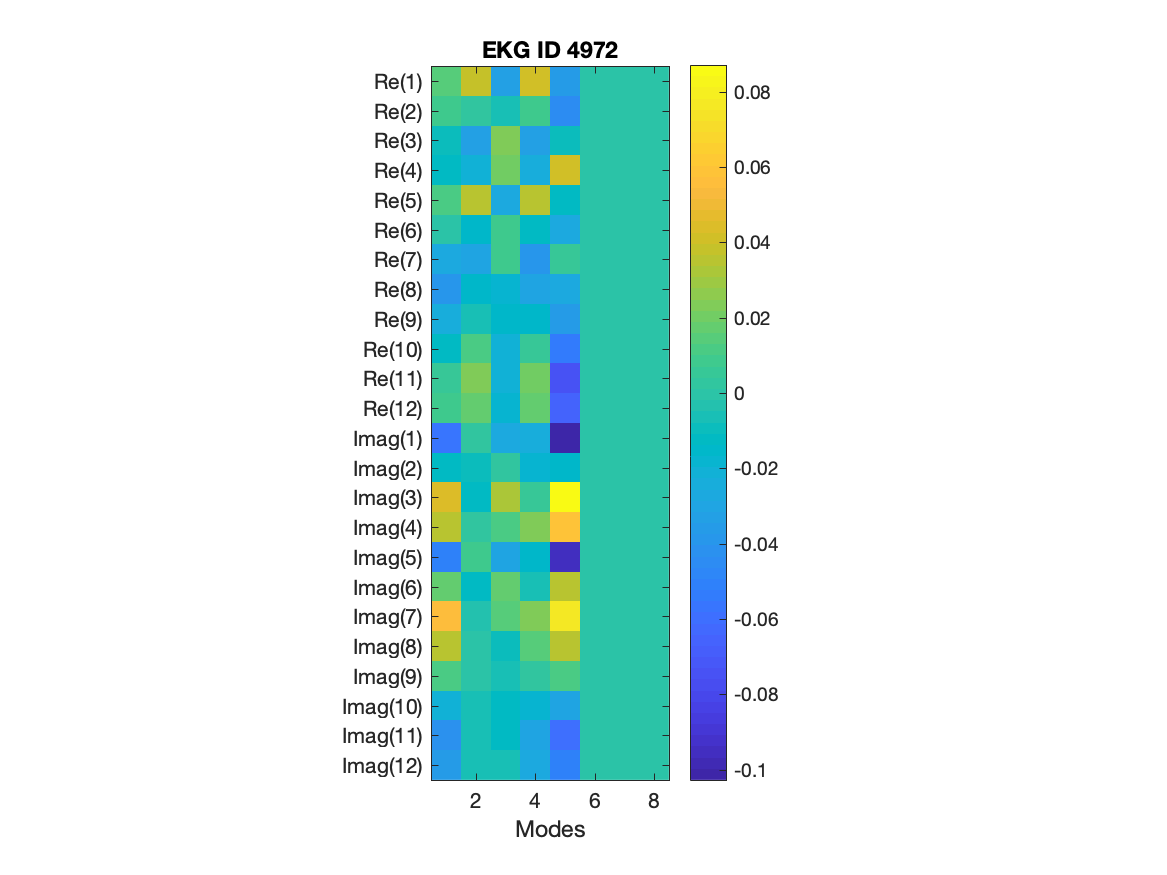 EKG ID 4972
Re(1)
Re(2)
Re(3)
Re(4)
Re(5)
Re(6)
Re(7)
Re(8)
Re(9)
Re(10)
Re(11)
Re(12)
Imag(1)
Imag(2)
Imag(3)
Imag(4)
Imag(5)
Imag(6)
Imag(7)
Imag(8)
Imag(9)
Imag(10)
Imag(11)
Imag(12)
2 4 6 8
Modes
0.08
0.06
0.04
0.02
0
-0.02
-0.04
-0.06
-0.08
-0.1